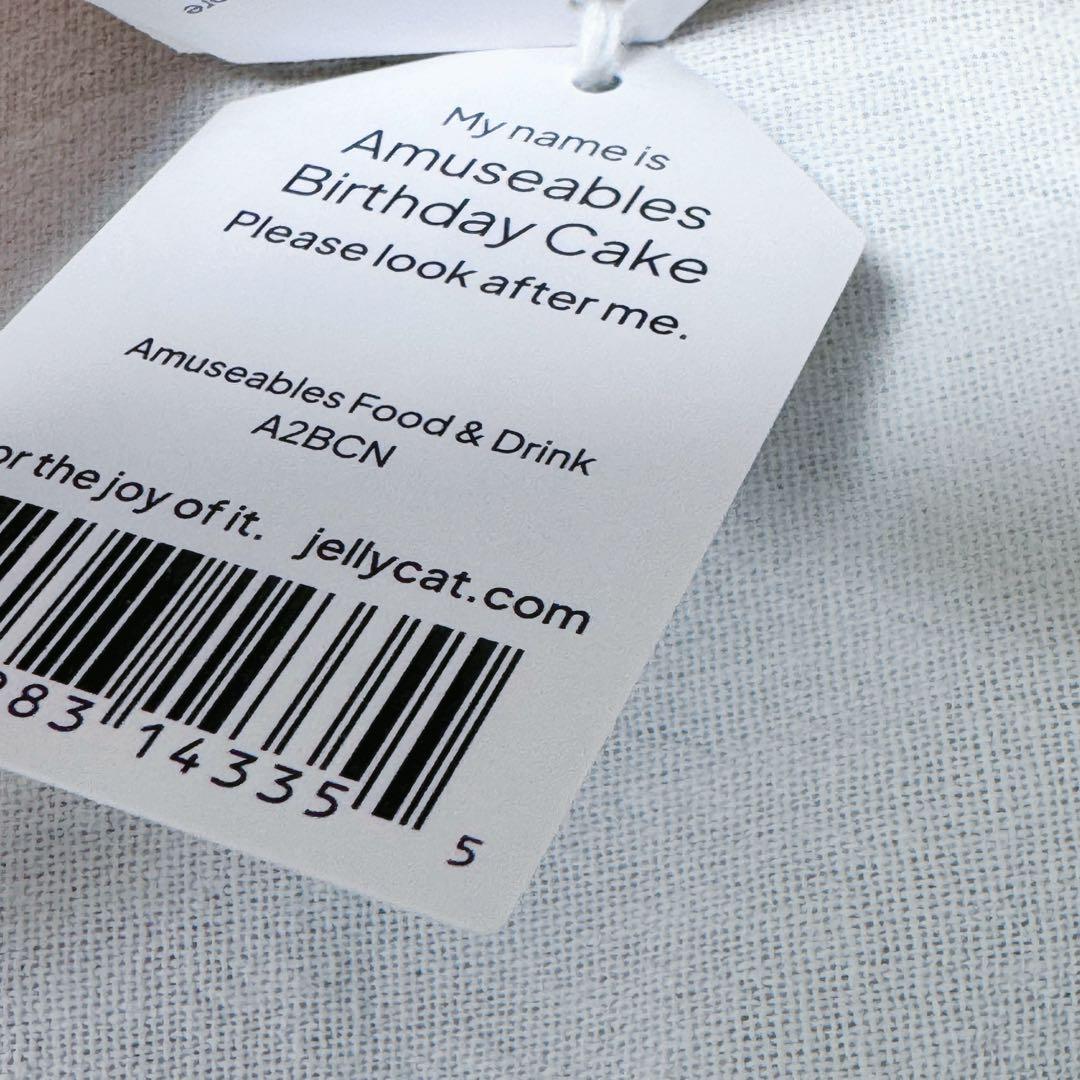 My name is
Amuseables
Birthday Cake
Please look after me.
Amuseables Food & Drink
A2BCN
the joy of it. jellycat.com
83 14335 5